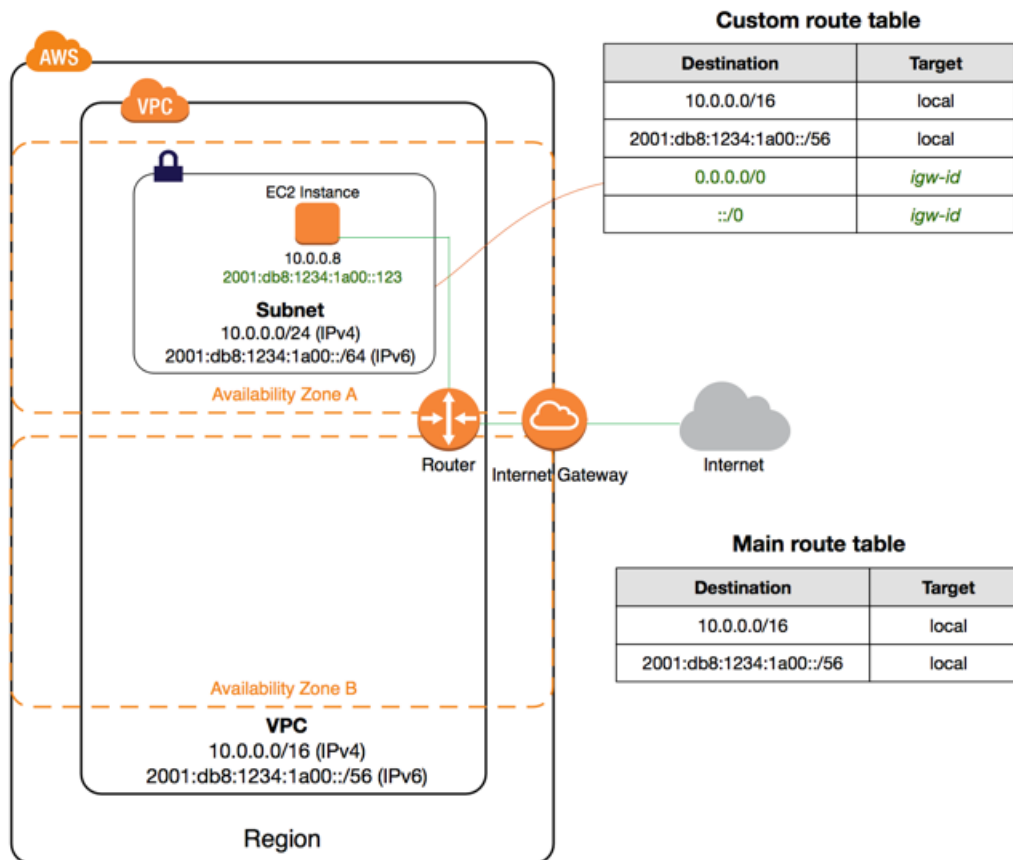 AWS
VPC
EC2 Instance
10.0.0.8
2001:db8:1234:1a00::123
Subnet
10.0.0.0/24 (IPv4)
2001:db8:1234:1a00::/64 (IPv6)
Availability Zone A
Router
Internet Gateway
Internet
Availability Zone B
VPC
10.0.0.0/16 (IPv4)
2001:db8:1234:1a00::/56 (IPv6)
Region
Custom route table
Destination Target
10.0.0.0/16 local
2001:db8:1234:1a00::/56 local
0.0.0.0/0 igw-id
::/0 igw-id
Main route table
Destination Target
10.0.0.0/16 local
2001:db8:1234:1a00::/56 local